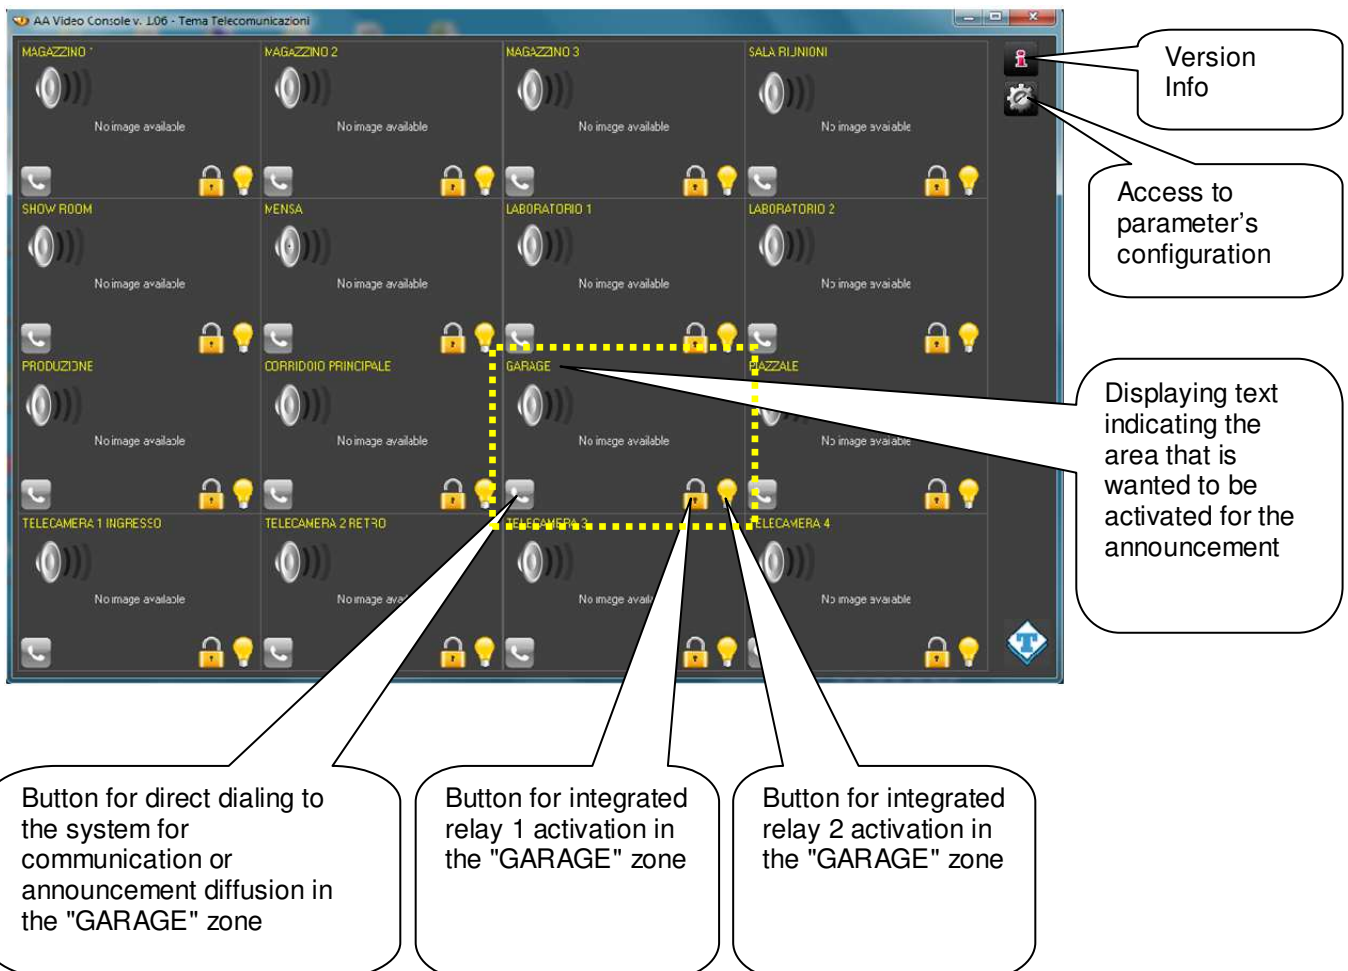 AA Video Console v. 1.06 - Tema Telecomunicazioni
MAGAZZINO 1
MAGAZZINO 2
MAGAZZINO 3
SALA RIUNIONI
No image available
No image available
No image available
No image available
SHOW ROOM
MENSA
LABORATORIO 1
LABORATORIO 2
No image available
No image available
No image available
No image available
PRODUZIONE
CORRIDOIO PRINCIPALE
GARAGE
PIAZZALE
No image available
No image available
No image available
No image available
TELECAMERA 1 INGRESSO
TELECAMERA 2 RETRO
TELECAMERA 3
TELECAMERA 4
No image available
No image available
No image available
No image available
T
Version
Info
Access to
parameter's
configuration
Displaying text
indicating the
area that is
wanted to be
activated for the
announcement
Button for direct dialing to
the system for
communication or
announcement diffusion in
the "GARAGE" zone
Button for integrated
relay 1 activation in
the "GARAGE" zone
Button for integrated
relay 2 activation in
the "GARAGE" zone